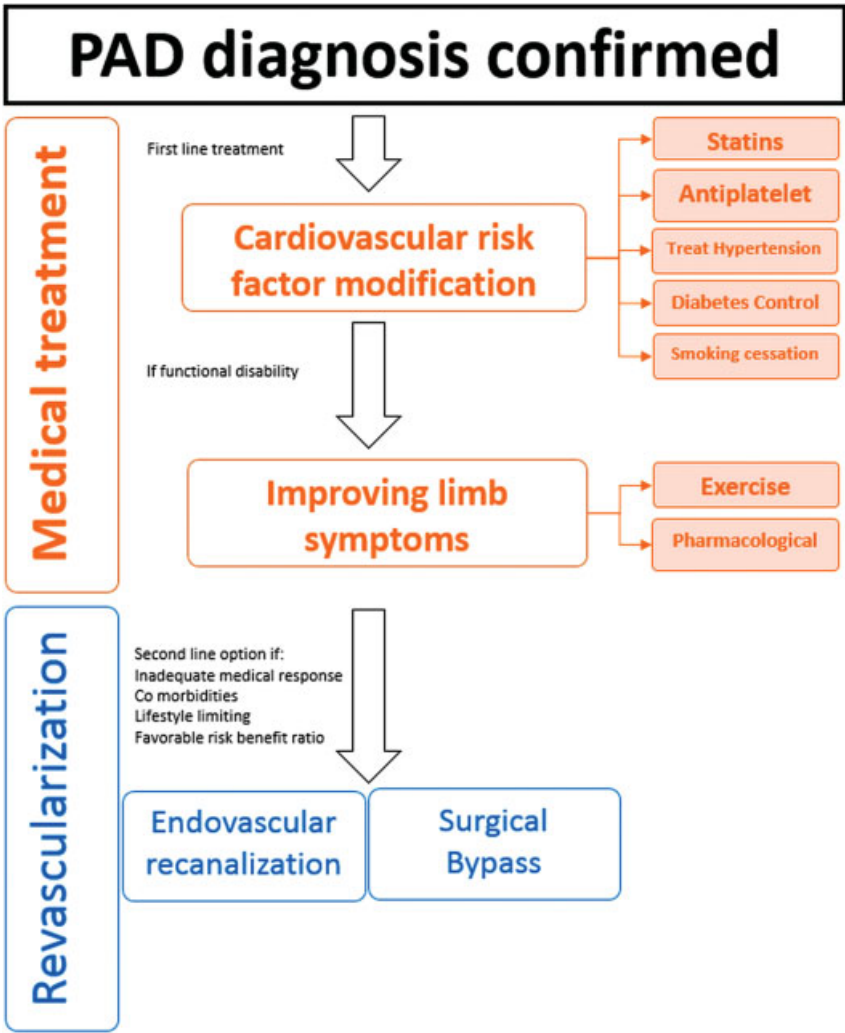 PAD diagnosis confirmed
Medical treatment
First line treatment
Cardiovascular risk
factor modification
Statins
Antiplatelet
Treat Hypertension
Diabetes Control
Smoking cessation
If functional disability
Improving limb
symptoms
Exercise
Pharmacological
Revascularization
Second line option if:
Inadequate medical response
Co morbidities
Lifestyle limiting
Favorable risk benefit ratio
Endovascular
recanalization
Surgical
Bypass